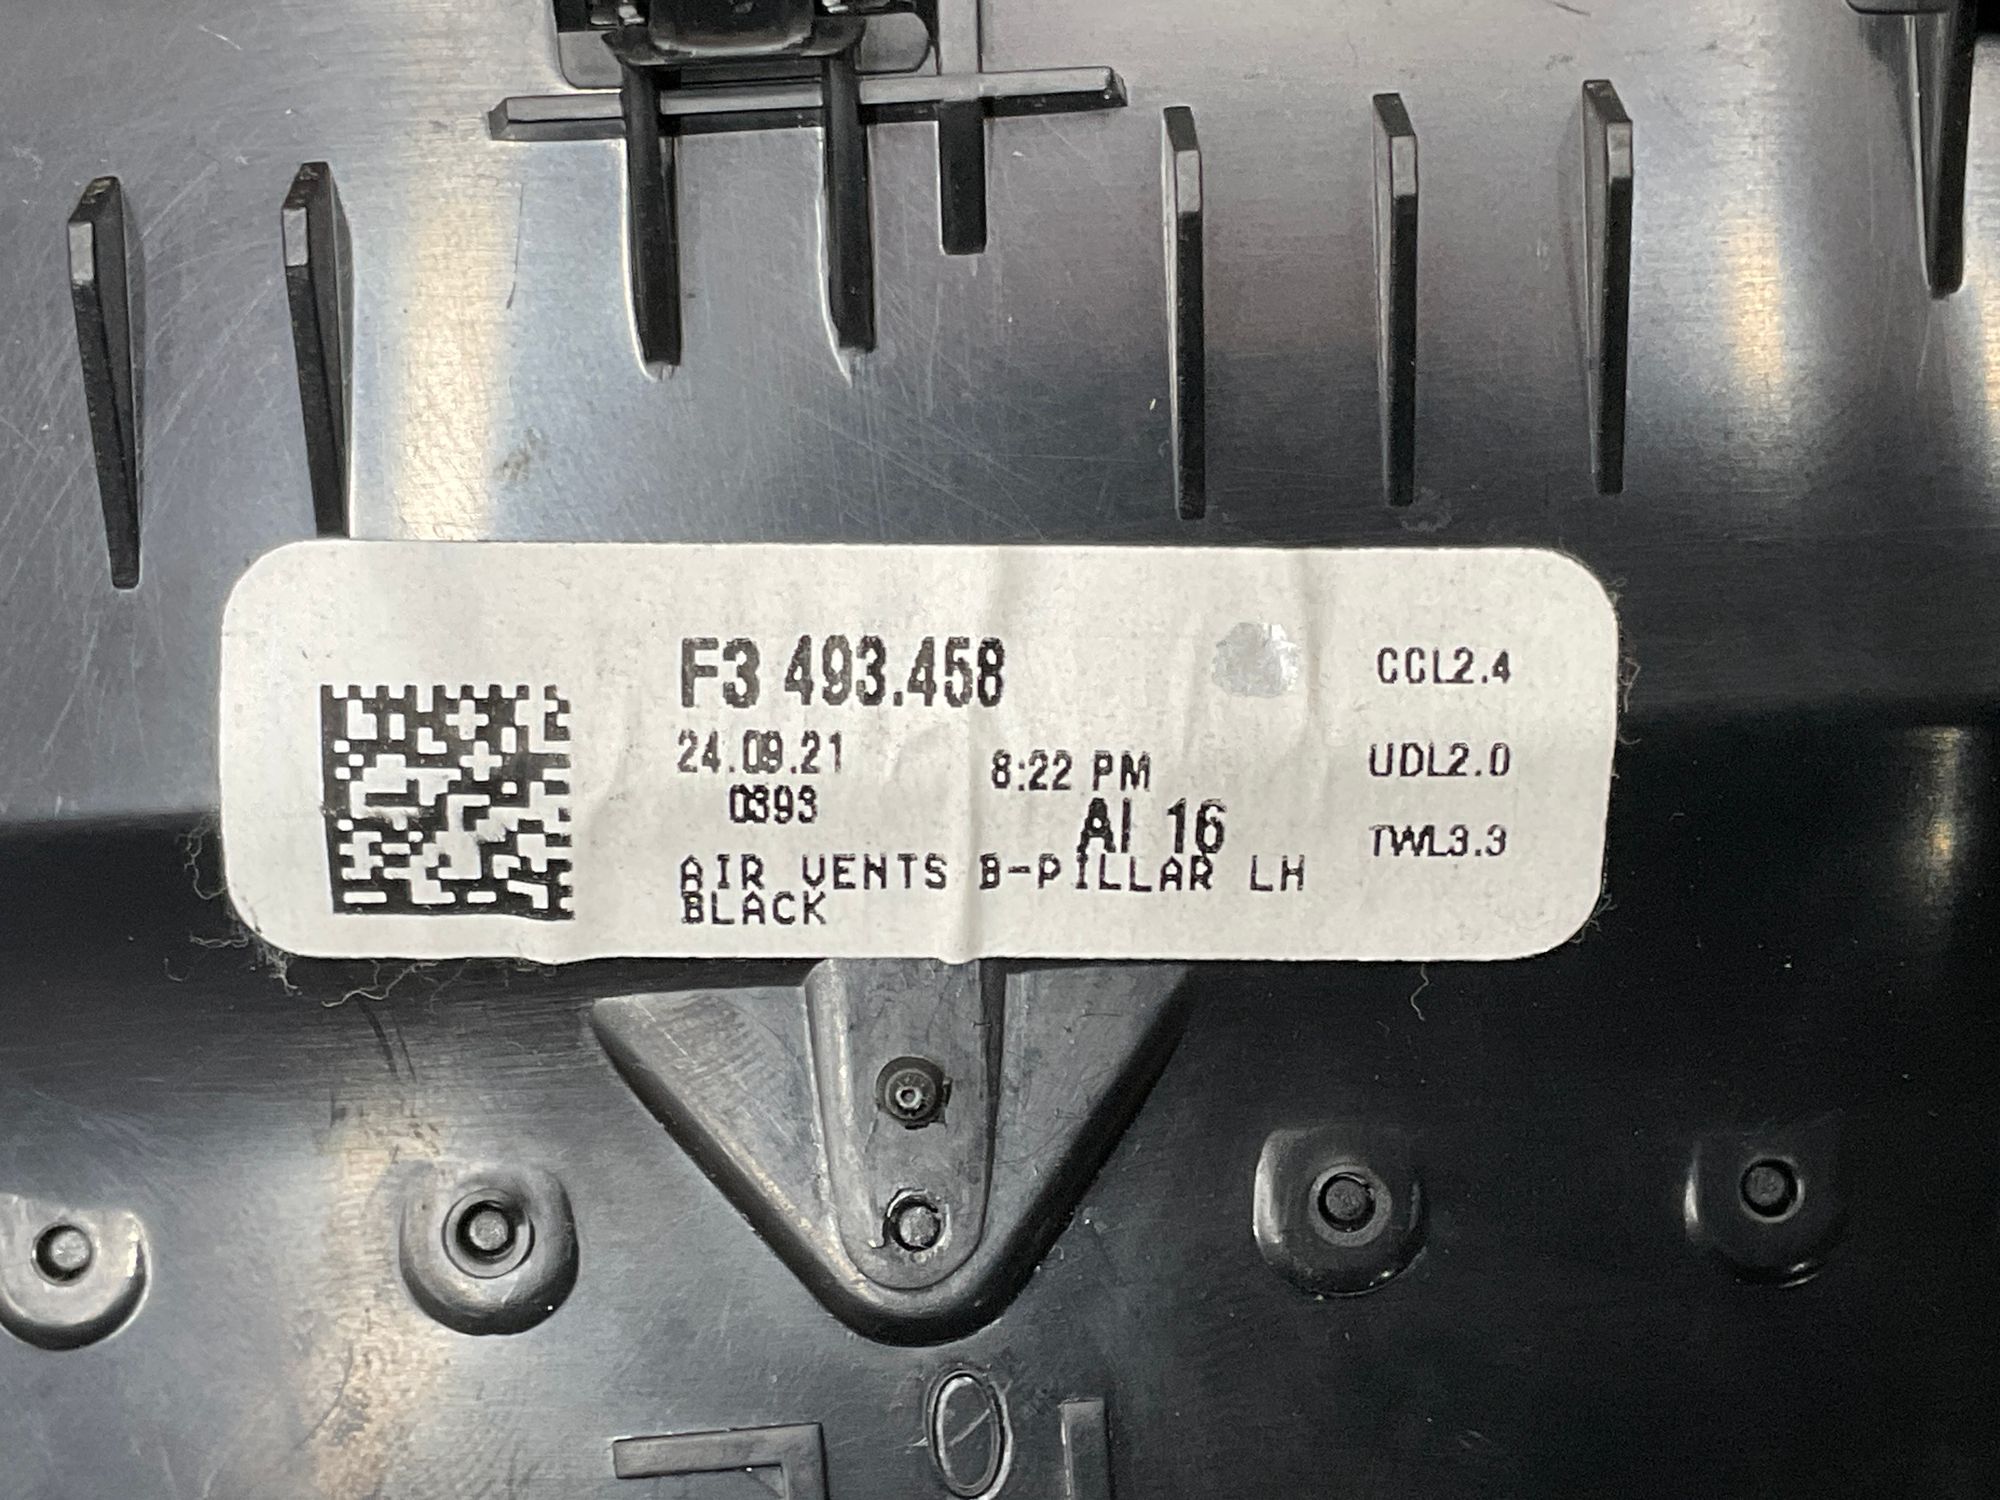 F3 493.458
CCL2.4
24.09.21
8:22 PM
UDL2.0
0393
AI 16
TWL3.3
AIR VENTS B-PILLAR LH
BLACK